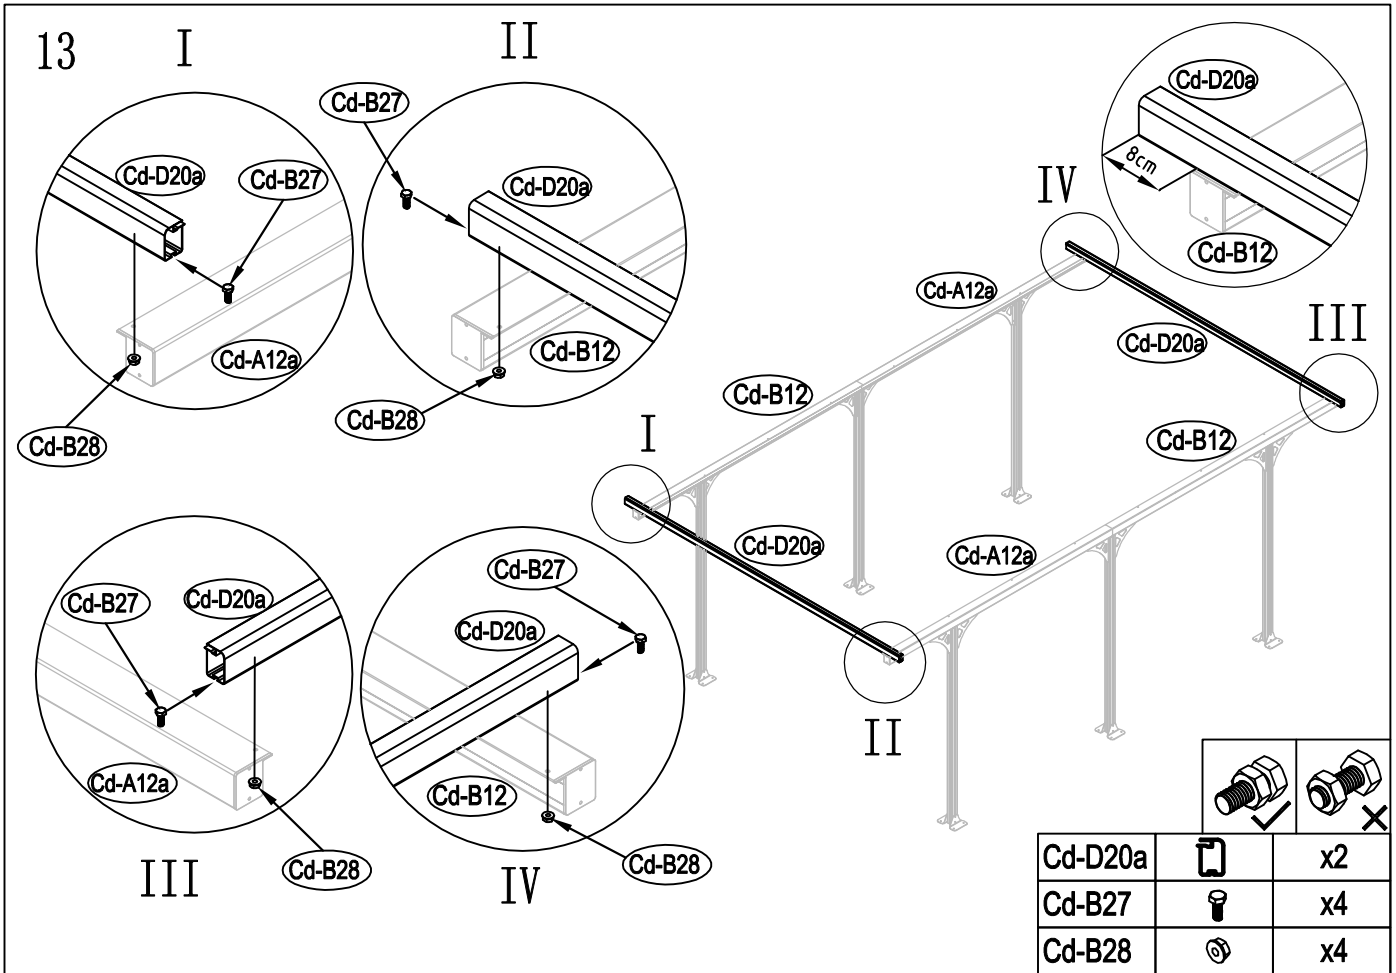 13
I
II
Cd-B27
Cd-D20a
Cd-B27
Cd-D20a
Cd-A12a
Cd-B12
Cd-B28
Cd-B28
Cd-D20a
8cm
IV
Cd-B12
Cd-A12a
III
Cd-D20a
Cd-B12
Cd-B12
I
Cd-D20a
Cd-A12a
II
Cd-B27
Cd-D20a
Cd-A12a
Cd-B28
III
Cd-B27
Cd-D20a
Cd-B12
Cd-B28
IV
Cd-D20a x2
Cd-B27 x4
Cd-B28 x4